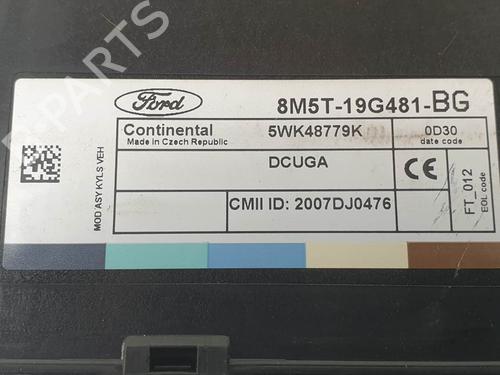 Ford
8M5T-19G481-BG
Continental
Made in Czech Republic
5WK48779K
0D30
date code
MOD ASY KYLS VEH
DCUGA
CE
CMII ID: 2007DJ0476
FT_012
EOL code